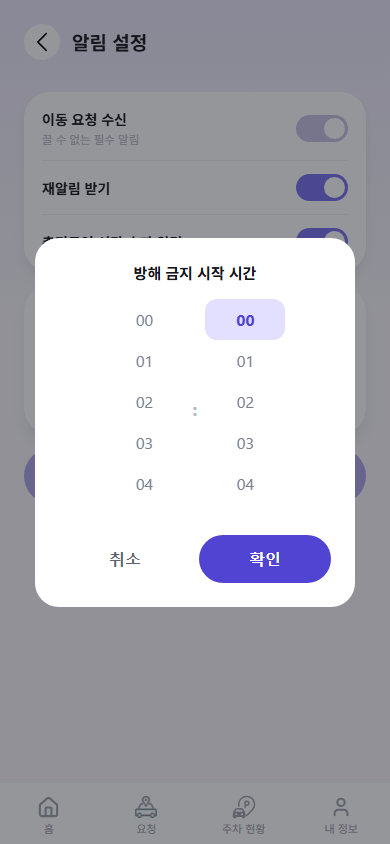 알림 설정
이동 요청 수신
끌 수 없는 필수 알림
재알림 받기
방해 금지 시작 시간
00 00
01 01
02 : 02
03 03
04 04
취소 확인
홈 요청 주차 현황 내 정보